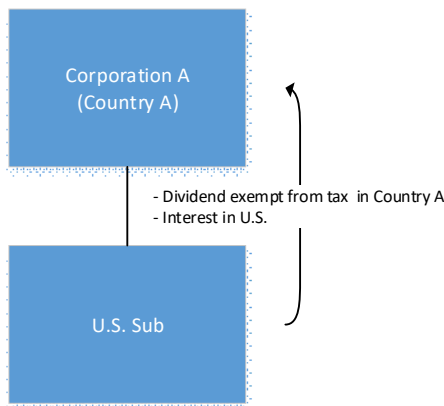 Corporation A
(Country A)
- Dividend exempt from tax in Country A
- Interest in U.S.
U.S. Sub